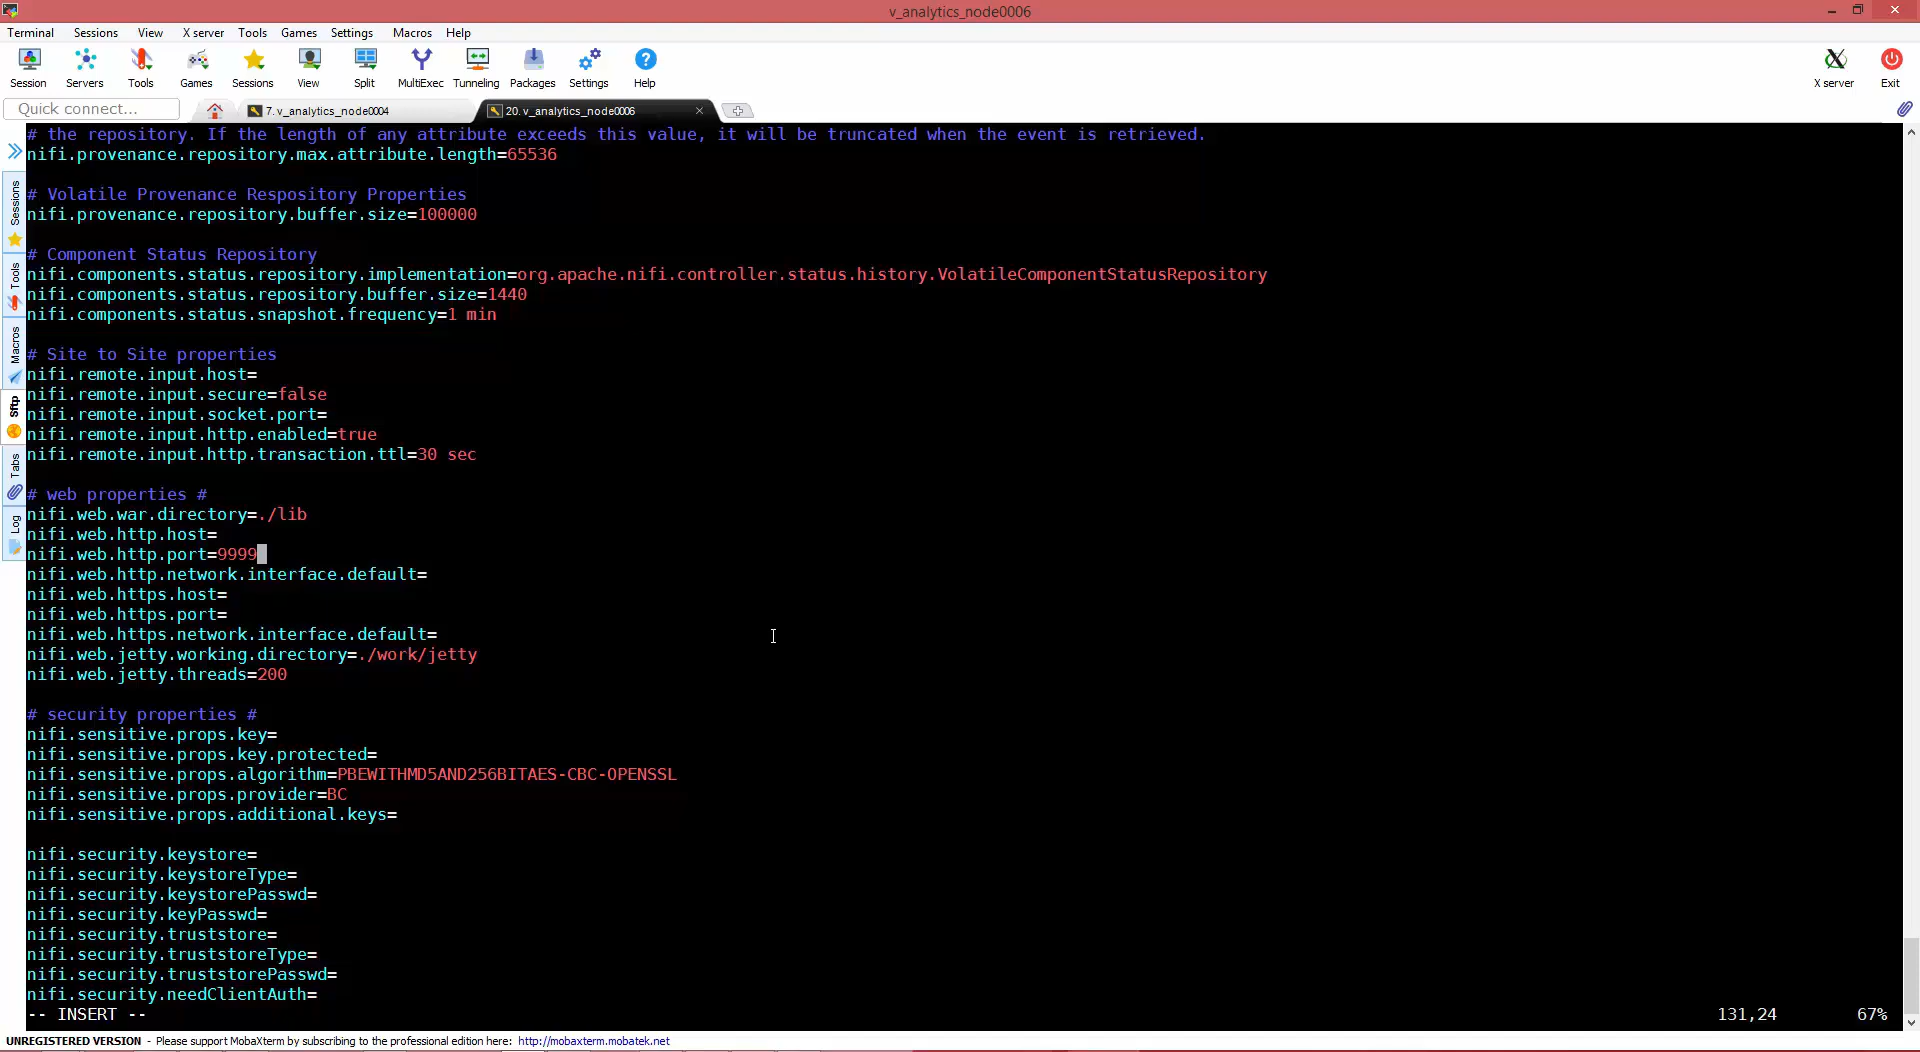 v_analytics_node0006
Terminal Sessions View X server Tools Games Settings Macros Help
Session Servers Tools Games Sessions View Split MultiExec Tunneling Packages Settings Help X server Exit
Quick connect... 7. v_analytics_node0004 20. v_analytics_node0006
Sessions
Tools
Macros
Sftp
Tabs
Log
# the repository. If the length of any attribute exceeds this value, it will be truncated when the event is retrieved.
nifi.provenance.repository.max.attribute.length=65536
# Volatile Provenance Respository Properties
nifi.provenance.repository.buffer.size=100000
# Component Status Repository
nifi.components.status.repository.implementation=org.apache.nifi.controller.status.history.VolatileComponentStatusRepository
nifi.components.status.repository.buffer.size=1440
nifi.components.status.snapshot.frequency=1 min
# Site to Site properties
nifi.remote.input.host=
nifi.remote.input.secure=false
nifi.remote.input.socket.port=
nifi.remote.input.http.enabled=true
nifi.remote.input.http.transaction.ttl=30 sec
# web properties #
nifi.web.war.directory=./lib
nifi.web.http.host=
nifi.web.http.port=9999
nifi.web.http.network.interface.default=
nifi.web.https.host=
nifi.web.https.port=
nifi.web.https.network.interface.default=
nifi.web.jetty.working.directory=./work/jetty
nifi.web.jetty.threads=200
# security properties #
nifi.sensitive.props.key=
nifi.sensitive.props.key.protected=
nifi.sensitive.props.algorithm=PBEWITHMD5AND256BITAES-CBC-OPENSSL
nifi.sensitive.props.provider=BC
nifi.sensitive.props.additional.keys=
nifi.security.keystore=
nifi.security.keystoreType=
nifi.security.keystorePasswd=
nifi.security.keyPasswd=
nifi.security.truststore=
nifi.security.truststoreType=
nifi.security.truststorePasswd=
nifi.security.needClientAuth=
-- INSERT -- 131,24 67%
UNREGISTERED VERSION - Please support MobaXterm by subscribing to the professional edition here: http://mobaxterm.mobatek.net